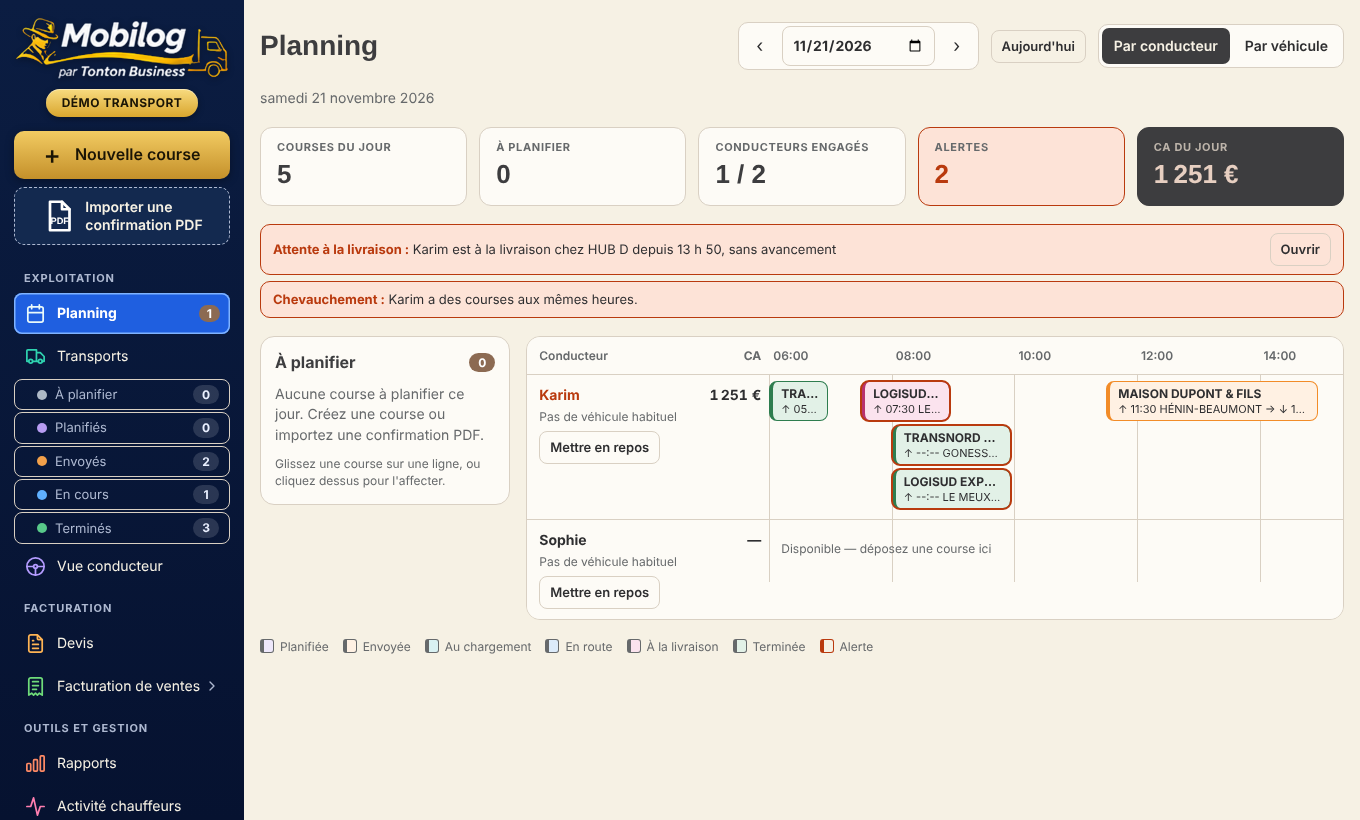 Mobilog
par Tonton Business
DÉMO TRANSPORT
+ Nouvelle course
PDF
Importer une
confirmation PDF
EXPLOITATION
Planning 1
Transports
À planifier 0
Planifiés 0
Envoyés 2
En cours 1
Terminés 3
Vue conducteur
FACTURATION
Devis
Facturation de ventes
OUTILS ET GESTION
Rapports
Activité chauffeurs
Planning
11/21/2026
Aujourd'hui
Par conducteur
Par véhicule
samedi 21 novembre 2026
COURSES DU JOUR
5
À PLANIFIER
0
CONDUCTEURS ENGAGÉS
1 / 2
ALERTES
2
CA DU JOUR
1 251 €
Attente à la livraison : Karim est à la livraison chez HUB D depuis 13 h 50, sans avancement
Ouvrir
Chevauchement : Karim a des courses aux mêmes heures.
À planifier 0
Aucune course à planifier ce
jour. Créez une course ou
importez une confirmation PDF.
Glissez une course sur une ligne, ou
cliquez dessus pour l'affecter.
Conducteur CA 06:00 08:00 10:00 12:00 14:00
Karim 1 251 €
Pas de véhicule habituel
Mettre en repos
TRA...
↑ 05...
LOGISUD...
↑ 07:30 LE...
MAISON DUPONT & FILS
↑ 11:30 HÉNIN-BEAUMONT → ↓ 1...
TRANSNORD ...
↑ --:-- GONESS...
LOGISUD EXP...
↑ --:-- LE MEUX...
Sophie —
Pas de véhicule habituel
Mettre en repos
Disponible — déposez une course ici
Planifiée Envoyée Au chargement En route À la livraison Terminée Alerte